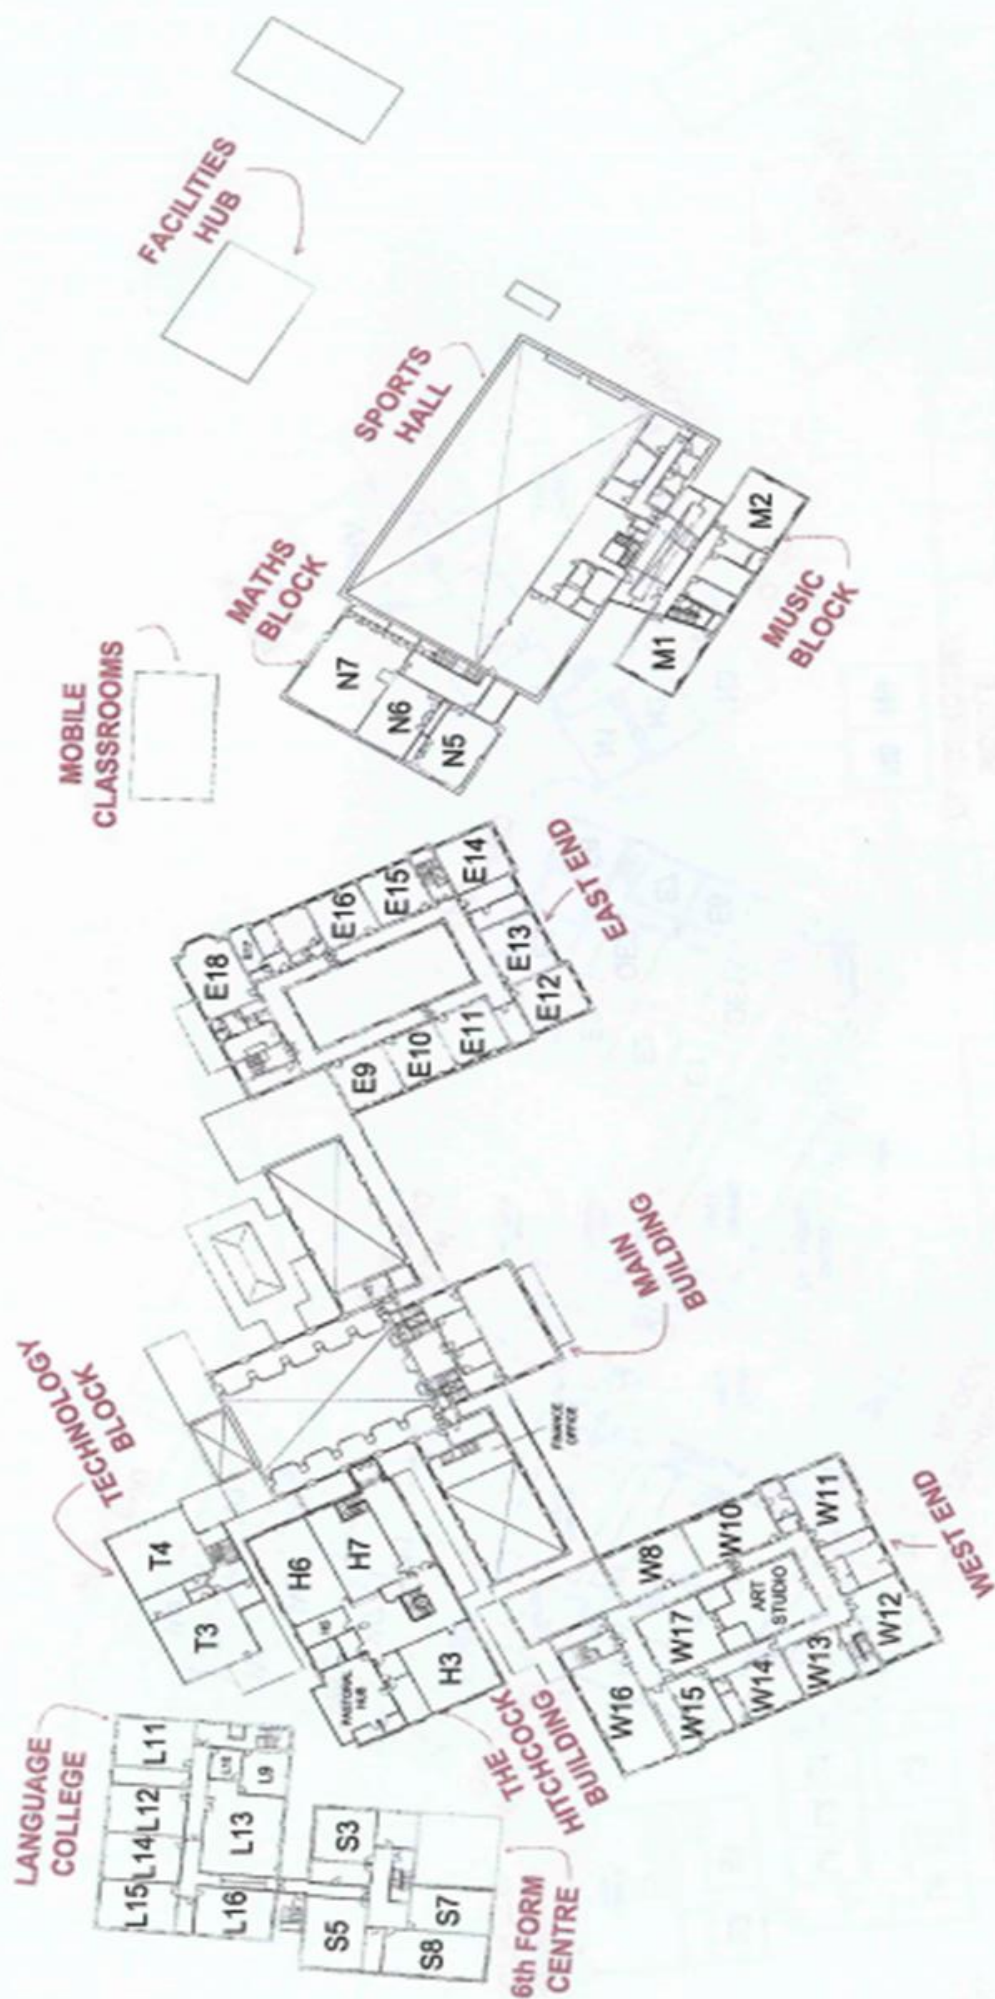 FACILITIES
HUB
SPORTS
HALL
MATHS
BLOCK
MOBILE
CLASSROOMS
M2
MUSIC
BLOCK
M1
N7
N6
N5
E14
E15
E16
E18
E13
E12
E11
E10
E9
EAST END
MAIN
BUILDING
TECHNOLOGY
BLOCK
FINANCE
OFFICE
T4
T3
H6
H7
H5
H3
PASTORAL
HUB
THE
HITCHCOCK
BUILDING
W8
W10
W11
WEST END
W12
W13
W14
W15
W16
W17
ART
STUDIO
LANGUAGE
COLLEGE
L11
L12
L14
L15
L13
L9
L16
S3
S5
S7
S8
6th FORM
CENTRE